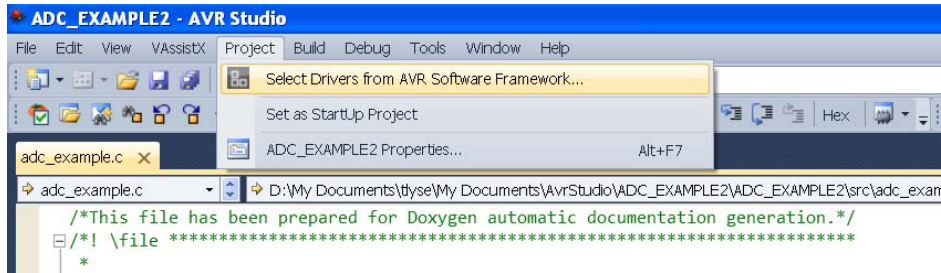 ADC_EXAMPLE2 - AVR Studio
File Edit View VAssistX Project Build Debug Tools Window Help
Select Drivers from AVR Software Framework...
Set as StartUp Project
Hex
ADC_EXAMPLE2 Properties... Alt+F7
adc_example.c
adc_example.c D:\My Documents\tlyse\My Documents\AvrStudio\ADC_EXAMPLE2\ADC_EXAMPLE2\src\adc_exam
/*This file has been prepared for Doxygen automatic documentation generation.*/
/*! \file *********************************************************************
*